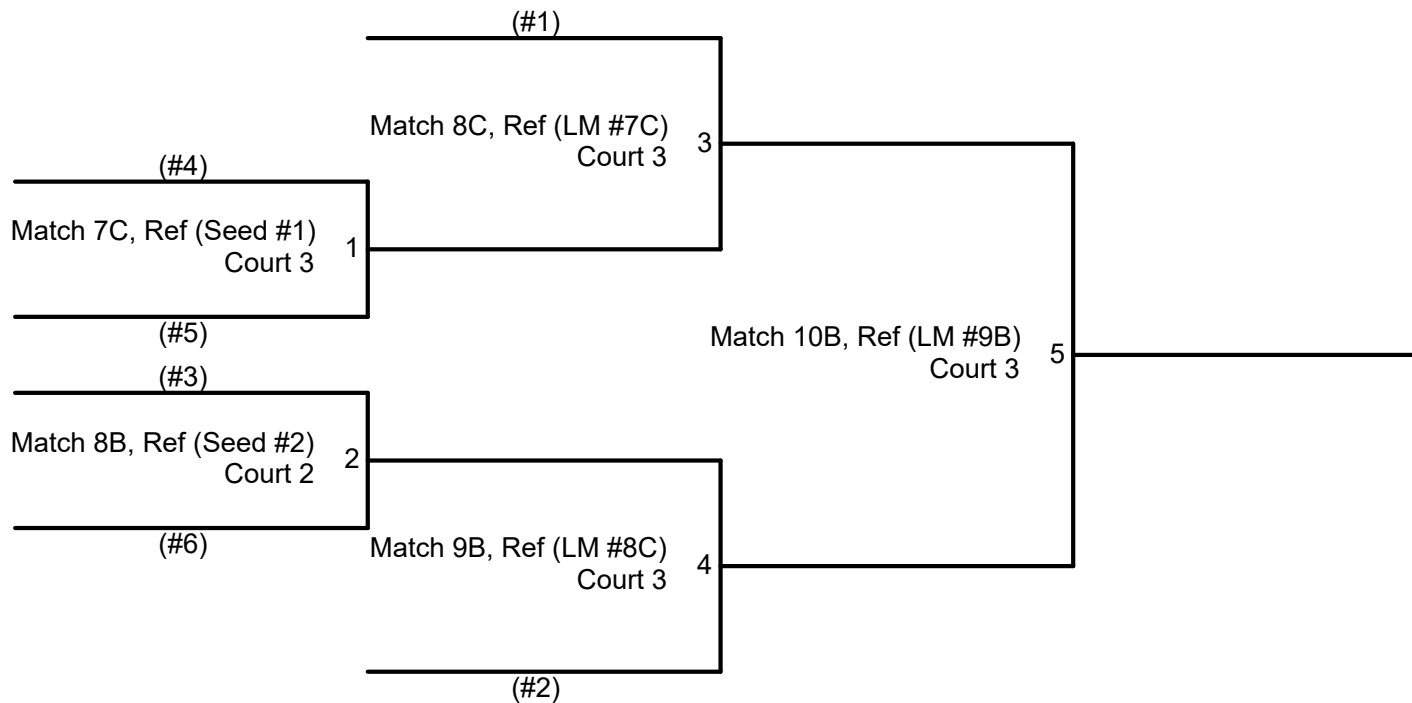 (#1)
Match 8C, Ref (LM #7C)
Court 3
3
(#4)
Match 7C, Ref (Seed #1)
Court 3
1
(#5)
Match 10B, Ref (LM #9B)
Court 3
5
(#3)
Match 8B, Ref (Seed #2)
Court 2
2
(#6)
Match 9B, Ref (LM #8C)
Court 3
4
(#2)